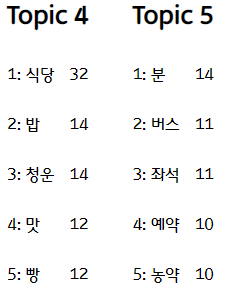 Topic 4 Topic 5
1: 식당 32 1: 분 14
2: 밥 14 2: 버스 11
3: 청운 14 3: 좌석 11
4: 맛 12 4: 예약 10
5: 빵 12 5: 농약 10